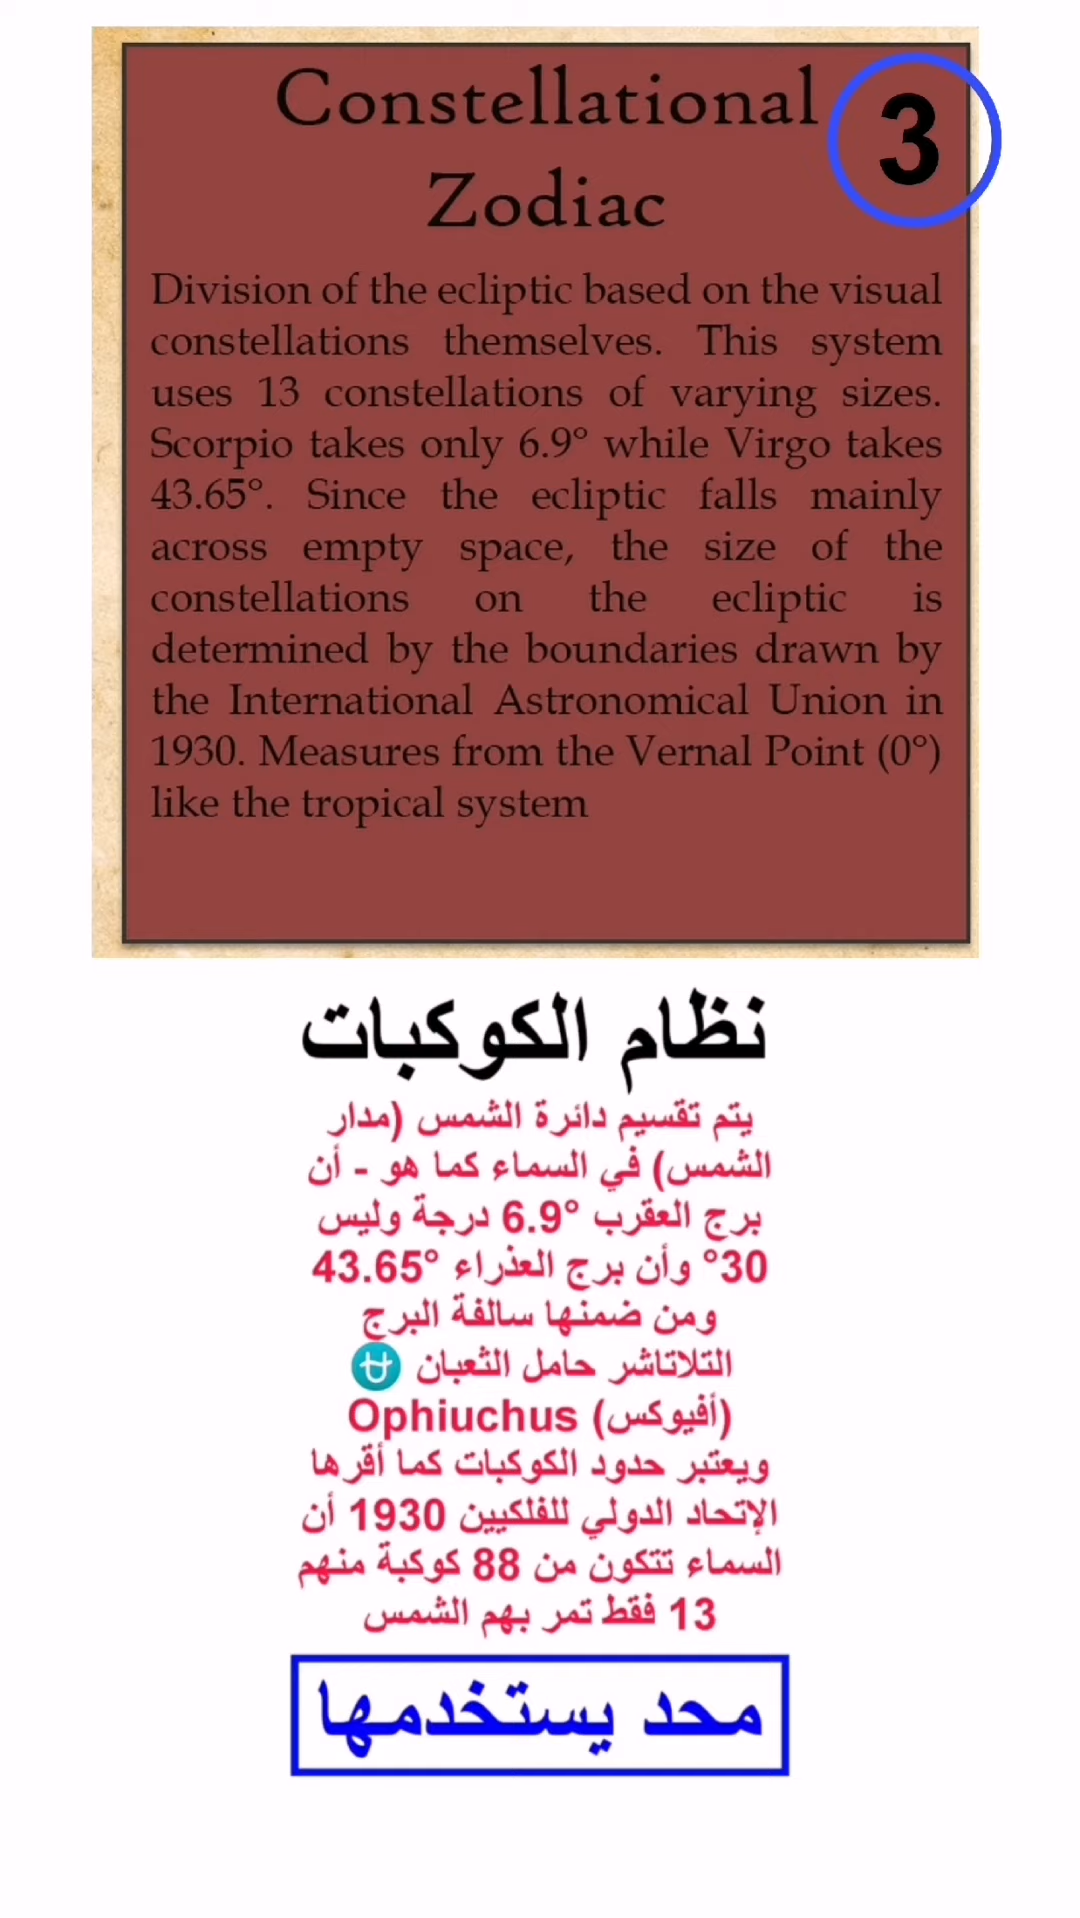 Constellational
3
Zodiac
Division of the ecliptic based on the visual
constellations themselves. This system
uses 13 constellations of varying sizes.
Scorpio takes only 6.9° while Virgo takes
43.65°. Since the ecliptic falls mainly
across empty space, the size of the
constellations on the ecliptic is
determined by the boundaries drawn by
the International Astronomical Union in
1930. Measures from the Vernal Point (0°)
like the tropical system
نظام الكوكبات
يتم تقسيم دائرة الشمس (مدار
الشمس) في السماء كما هو - أن
برج العقرب 6.9° درجة وليس
30° وأن برج العذراء 43.65°
ومن ضمنها سالفة البرج
التلاتاشر حامل الثعبان ⛎
(أفيوكس) Ophiuchus
ويعتبر حدود الكوكبات كما أقرها
الإتحاد الدولي للفلكيين 1930 أن
السماء تتكون من 88 كوكبة منهم
13 فقط تمر بهم الشمس
محد يستخدمها